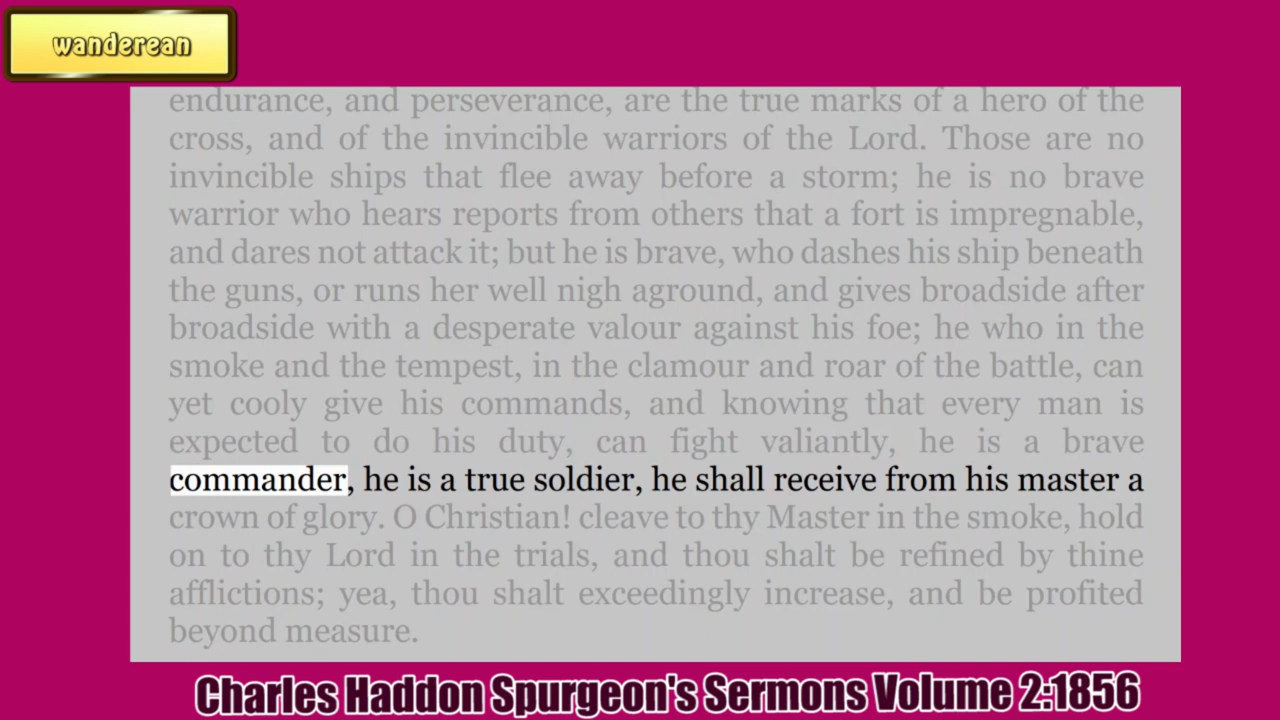 wanderean
endurance, and perseverance, are the true marks of a hero of the
cross, and of the invincible warriors of the Lord. Those are no
invincible ships that flee away before a storm; he is no brave
warrior who hears reports from others that a fort is impregnable,
and dares not attack it; but he is brave, who dashes his ship beneath
the guns, or runs her well nigh aground, and gives broadside after
broadside with a desperate valour against his foe; he who in the
smoke and the tempest, in the clamour and roar of the battle, can
yet cooly give his commands, and knowing that every man is
expected to do his duty, can fight valiantly, he is a brave
commander, he is a true soldier, he shall receive from his master a
crown of glory. O Christian! cleave to thy Master in the smoke, hold
on to thy Lord in the trials, and thou shalt be refined by thine
afflictions; yea, thou shalt exceedingly increase, and be profited
beyond measure.
Charles Haddon Spurgeon's Sermons Volume 2:1856